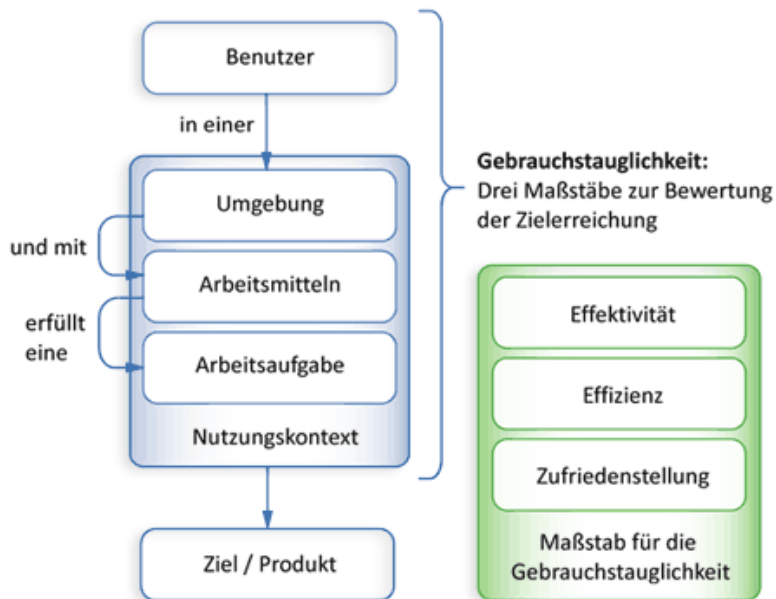 Benutzer
in einer
Umgebung
und mit
Arbeitsmitteln
erfüllt
eine
Arbeitsaufgabe
Nutzungskontext
Ziel / Produkt
Gebrauchstauglichkeit:
Drei Maßstäbe zur Bewertung
der Zielerreichung
Effektivität
Effizienz
Zufriedenstellung
Maßstab für die
Gebrauchstauglichkeit